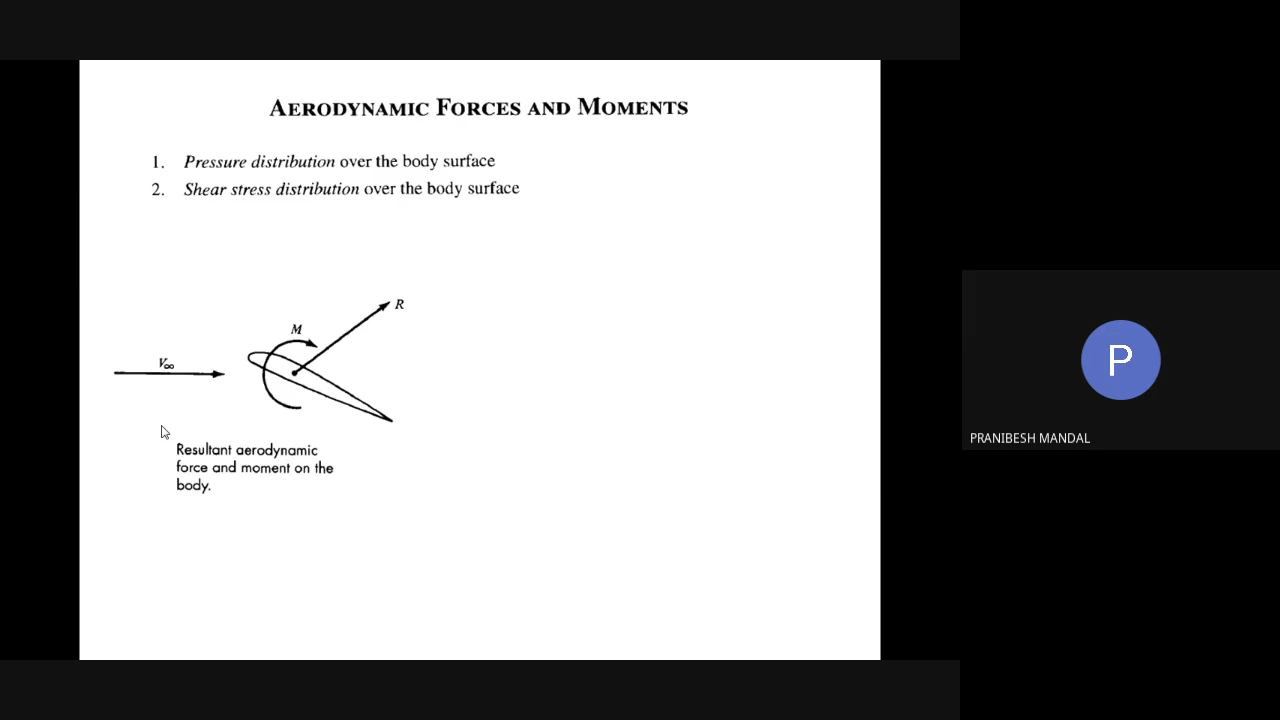 AERODYNAMIC FORCES AND MOMENTS
1. Pressure distribution over the body surface
2. Shear stress distribution over the body surface
R
M
V∞
Resultant aerodynamic
force and moment on the
body.
P
PRANIBESH MANDAL